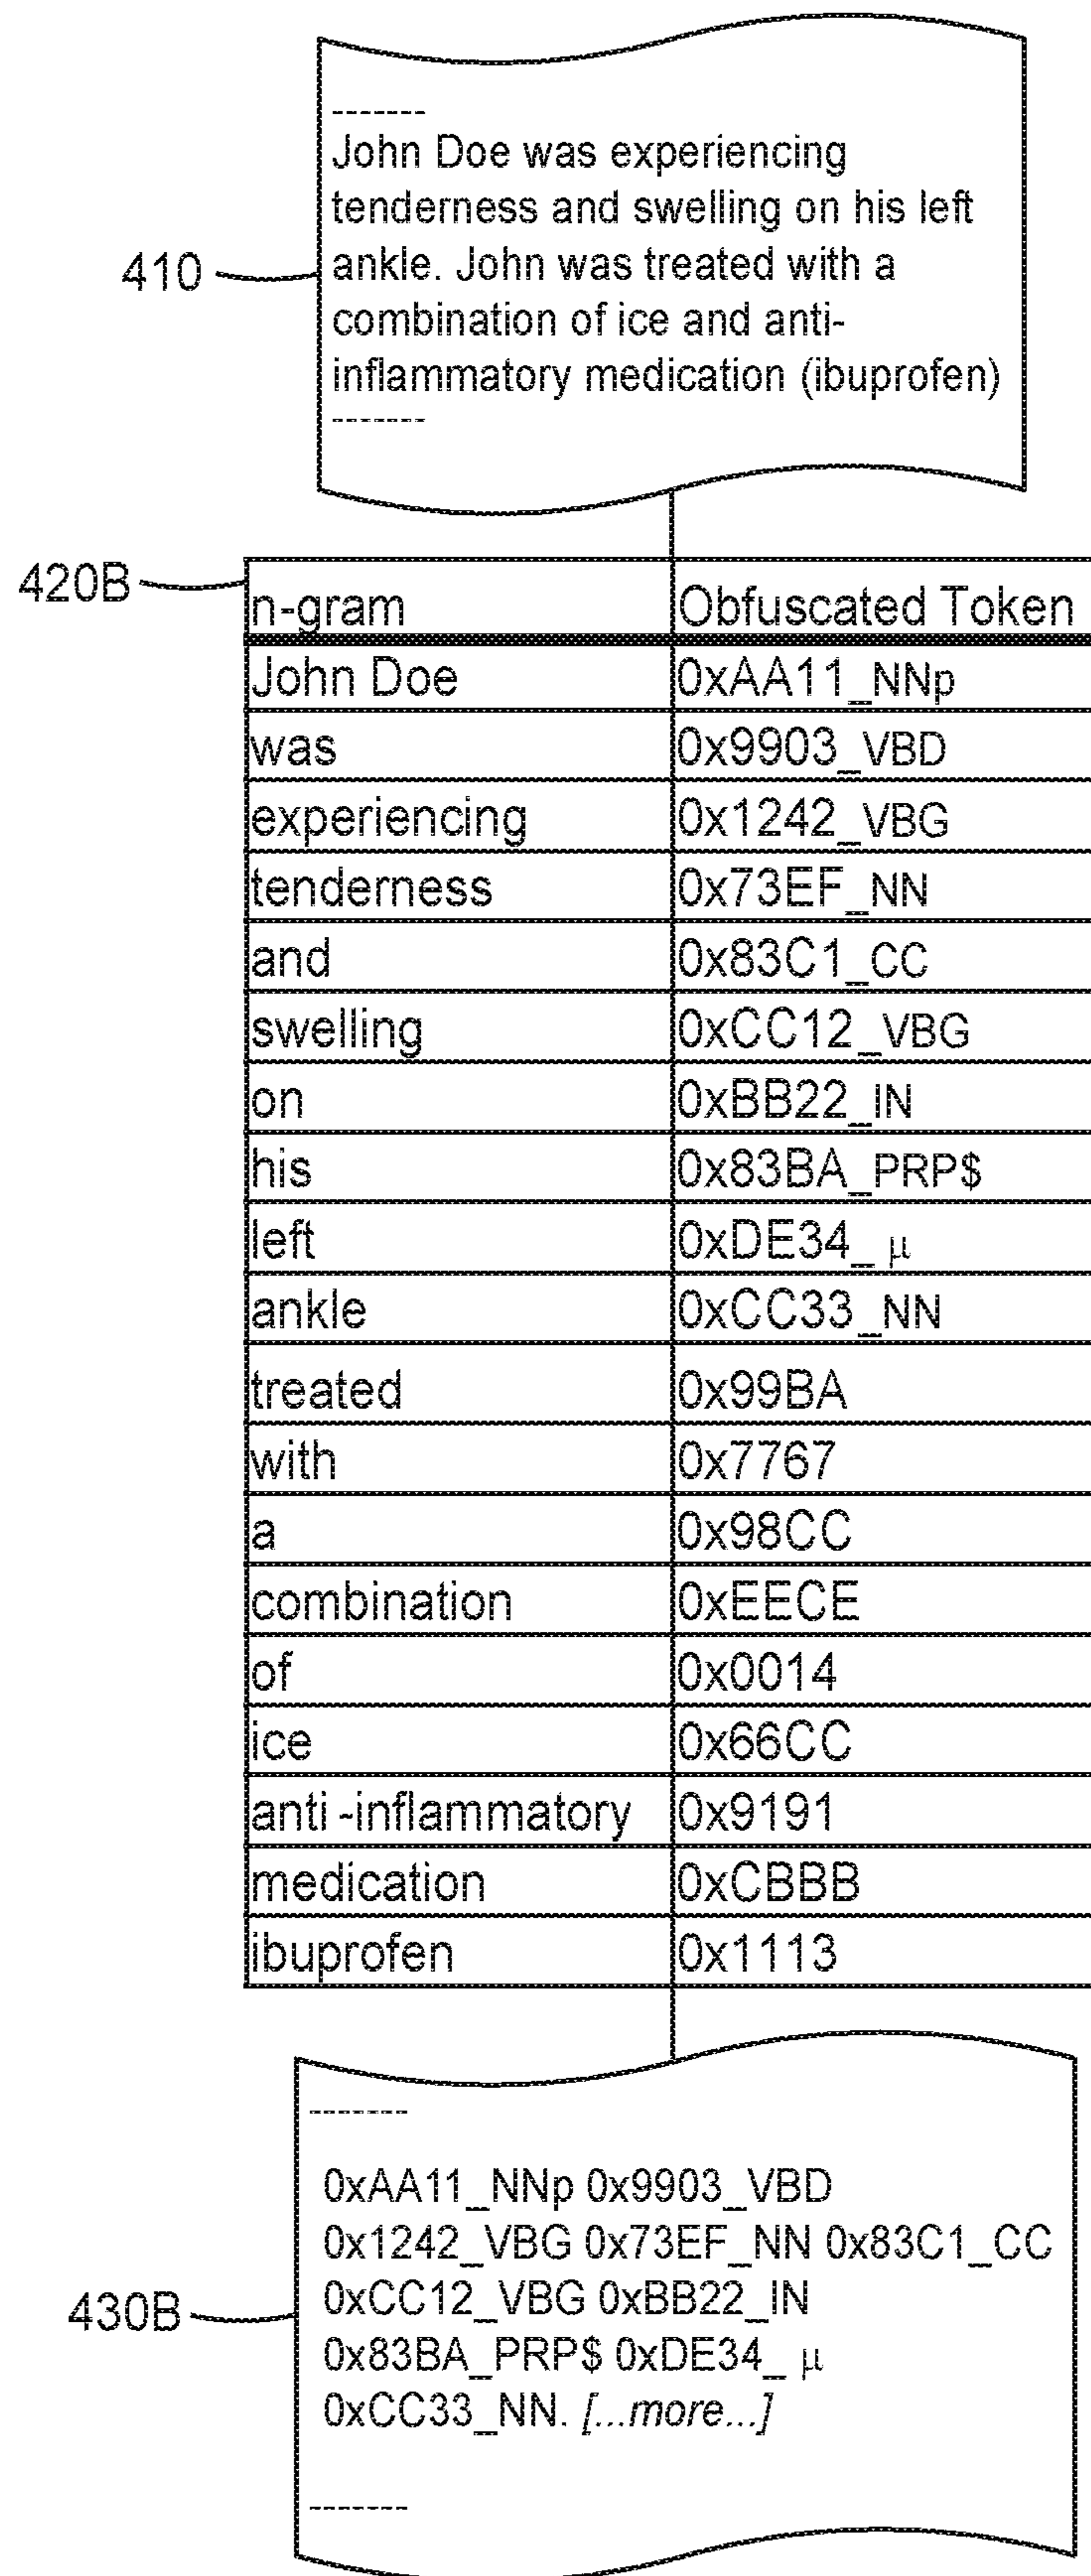 -------
John Doe was experiencing
tenderness and swelling on his left
ankle. John was treated with a
combination of ice and anti-
inflammatory medication (ibuprofen)
-------
410
420B
n-gram Obfuscated Token
John Doe 0xAA11_NNp
was 0x9903_VBD
experiencing 0x1242_VBG
tenderness 0x73EF_NN
and 0x83C1_CC
swelling 0xCC12_VBG
on 0xBB22_IN
his 0x83BA_PRP$
left 0xDE34_ μ
ankle 0xCC33_NN
treated 0x99BA
with 0x7767
a 0x98CC
combination 0xEECE
of 0x0014
ice 0x66CC
anti-inflammatory 0x9191
medication 0xCBBB
ibuprofen 0x1113
-------
0xAA11_NNp 0x9903_VBD
0x1242_VBG 0x73EF_NN 0x83C1_CC
0xCC12_VBG 0xBB22_IN
0x83BA_PRP$ 0xDE34_ μ
0xCC33_NN. [...more...]
-------
430B